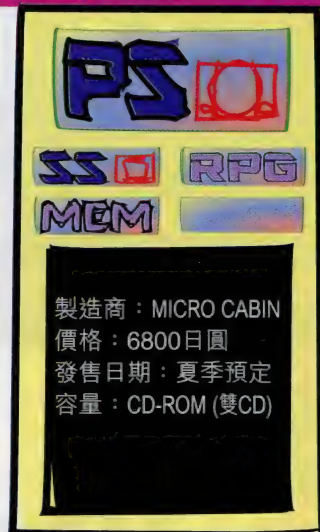 PS
SS
RPG
MEM
製造商：MICRO CABIN
價格：6800日圓
發售日期：夏季預定
容量：CD-ROM (雙CD)